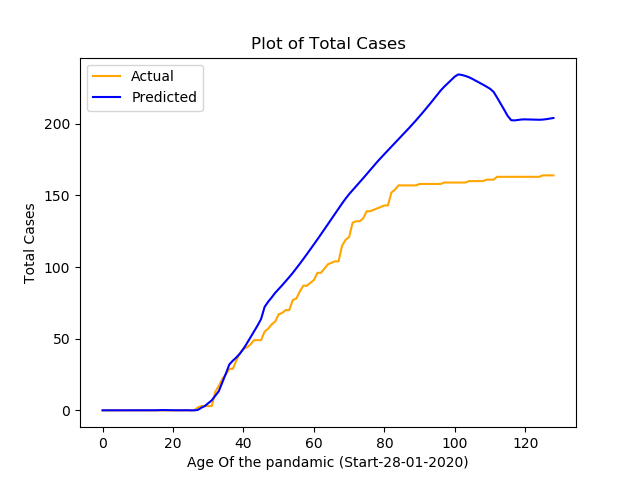 Plot of Total Cases
Actual
Predicted
200
150
100
50
0
Total Cases
0 20 40 60 80 100 120
Age Of the pandamic (Start-28-01-2020)